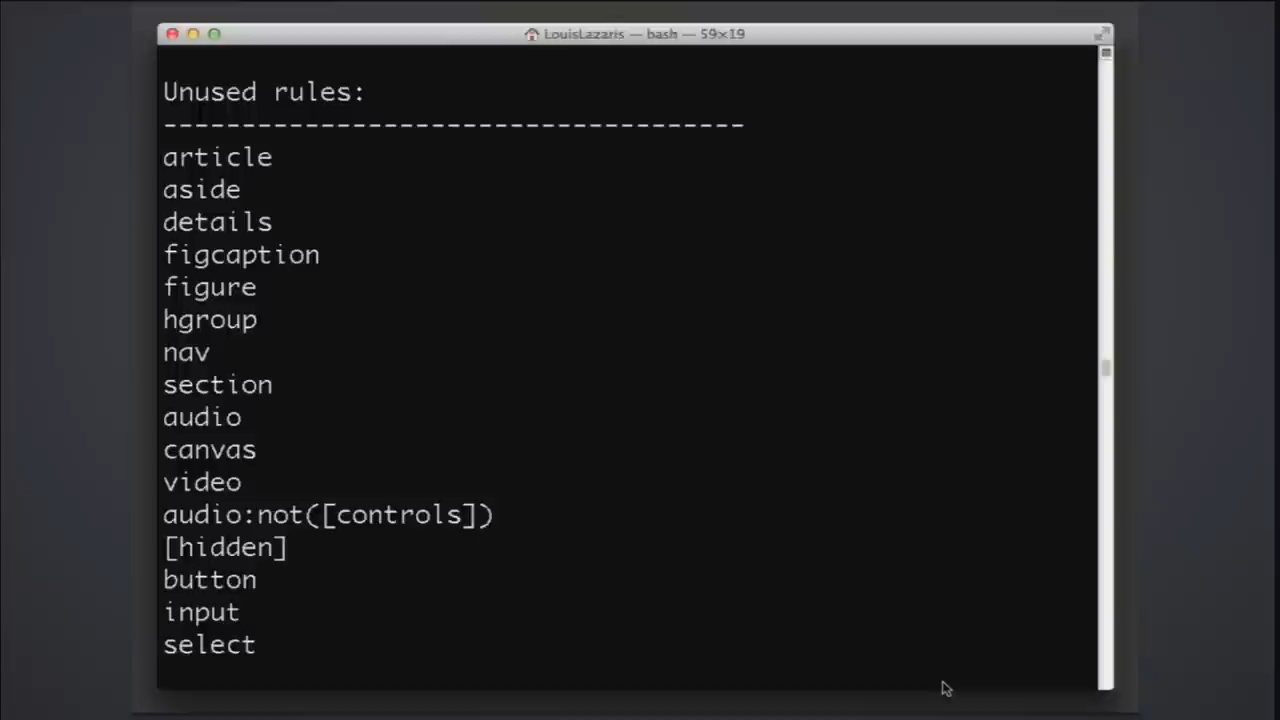 LouisLazaris — bash — 59×19
Unused rules:
-------------------------------------
article
aside
details
figcaption
figure
hgroup
nav
section
audio
canvas
video
audio:not([controls])
[hidden]
button
input
select